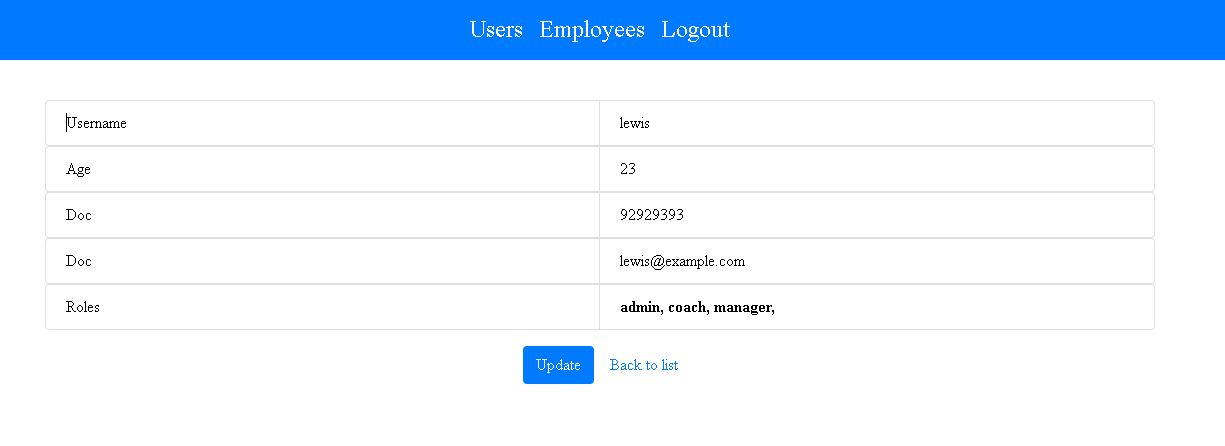 Users Employees Logout
Username lewis
Age 23
Doc 92929393
Doc lewis@example.com
Roles admin, coach, manager,
Update Back to list